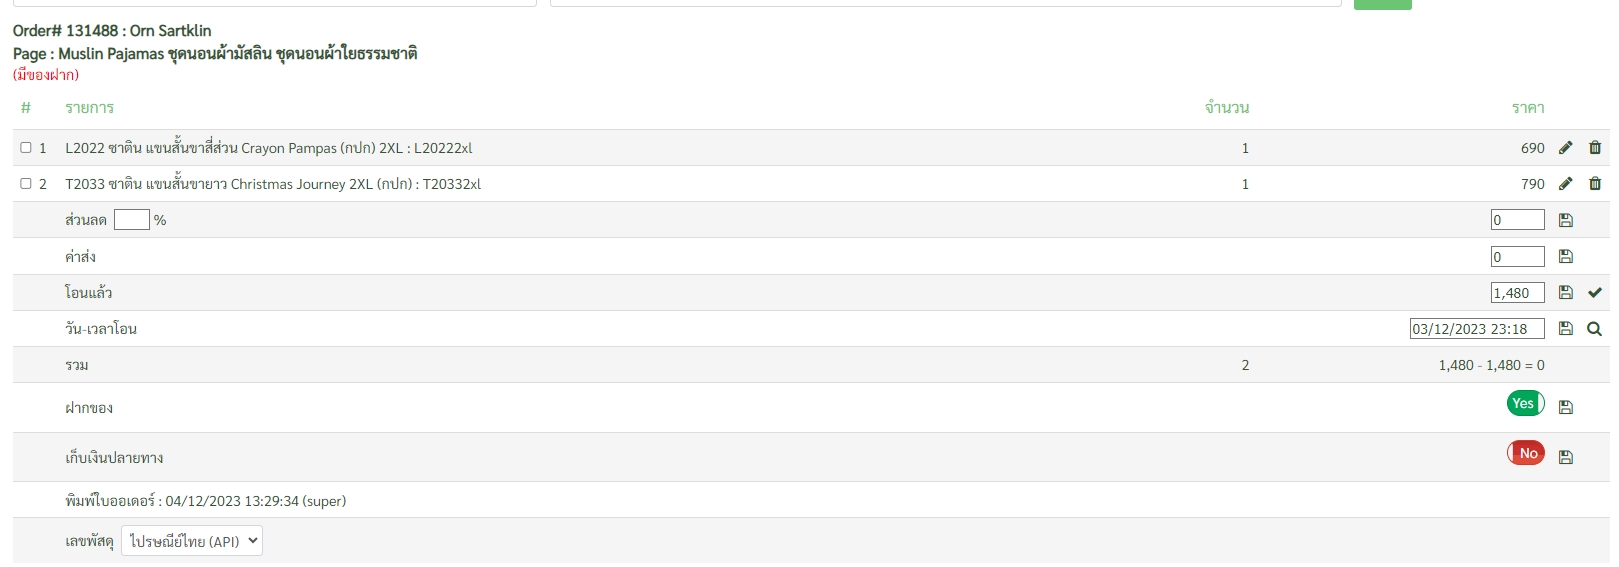 Order# 131488 : Orn Sartklin
Page : Muslin Pajamas ชุดนอนผ้ามัสลิน ชุดนอนผ้าใยธรรมชาติ
(มีของฝาก)
# รายการ จำนวน ราคา
1 L2022 ซาติน แขนสั้นขาสี่ส่วน Crayon Pampas (กปก) 2XL : L20222xl 1 690
2 T2033 ซาติน แขนสั้นขายาว Christmas Journey 2XL (กปก) : T20332xl 1 790
ส่วนลด % 0
ค่าส่ง 0
โอนแล้ว 1,480
วัน-เวลาโอน 03/12/2023 23:18
รวม 2 1,480 - 1,480 = 0
ฝากของ Yes
เก็บเงินปลายทาง No
พิมพ์ใบออเดอร์ : 04/12/2023 13:29:34 (super)
เลขพัสดุ ไปรษณีย์ไทย (API)